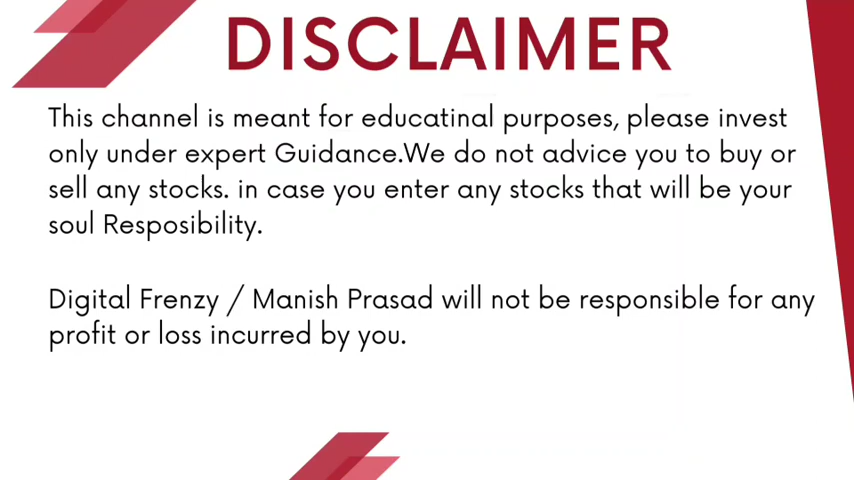 DISCLAIMER
This channel is meant for educatinal purposes, please invest
only under expert Guidance.We do not advice you to buy or
sell any stocks. in case you enter any stocks that will be your
soul Resposibility.
Digital Frenzy / Manish Prasad will not be responsible for any
profit or loss incurred by you.